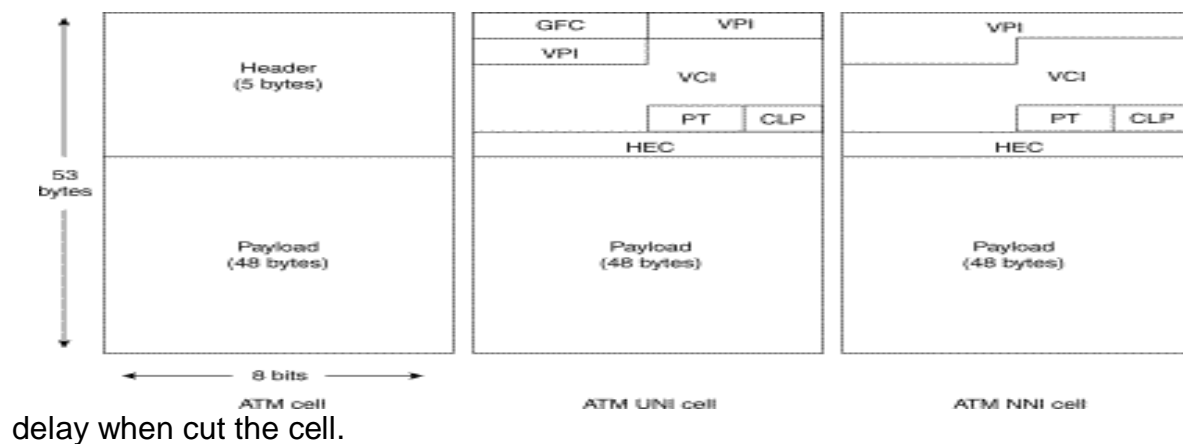 53
bytes
Header
(5 bytes)
Payload
(48 bytes)
8 bits
ATM cell
GFC VPI
VPI
VCI
PT CLP
HEC
Payload
(48 bytes)
ATM UNI cell
VPI
VCI
PT CLP
HEC
Payload
(48 bytes)
ATM NNI cell
delay when cut the cell.